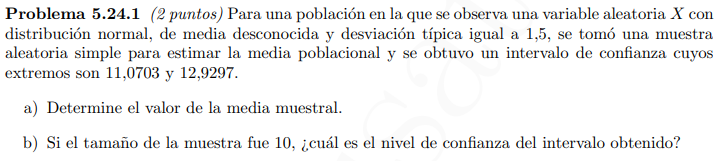 Problema 5.24.1 (2 puntos) Para una población en la que se observa una variable aleatoria X con
distribución normal, de media desconocida y desviación típica igual a 1,5, se tomó una muestra
aleatoria simple para estimar la media poblacional y se obtuvo un intervalo de confianza cuyos
extremos son 11,0703 y 12,9297.
a) Determine el valor de la media muestral.
b) Si el tamaño de la muestra fue 10, ¿cuál es el nivel de confianza del intervalo obtenido?